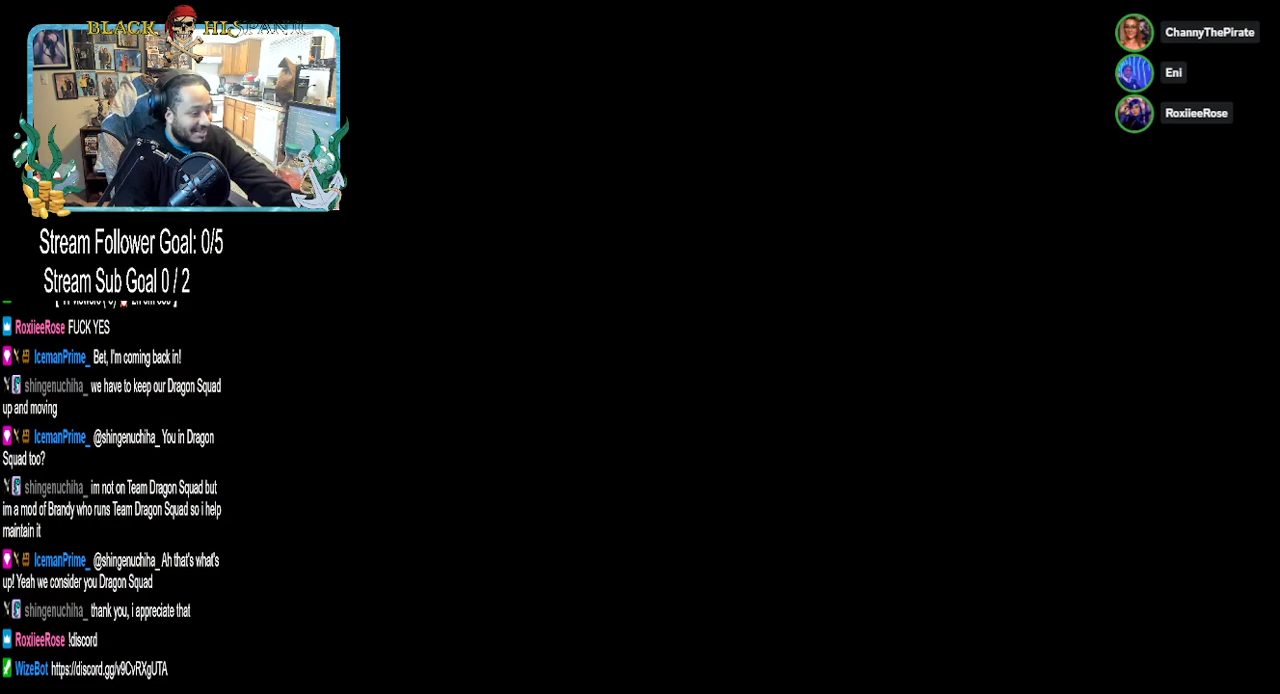 BLACK HISPANIC
ChannyThePirate
Eni
RoxiieeRose
Stream Follower Goal: 0/5
Stream Sub Goal 0 / 2
RoxiieeRose FUCK YES
IcemanPrime_ Bet, I'm coming back in!
shingenuchiha_ we have to keep our Dragon Squad
up and moving
IcemanPrime_ @shingenuchiha_ You in Dragon
Squad too?
shingenuchiha_ im not on Team Dragon Squad but
im a mod of Brandy who runs Team Dragon Squad so i help
maintain it
IcemanPrime_ @shingenuchiha_ Ah that's what's
up! Yeah we consider you Dragon Squad
shingenuchiha_ thank you, i appreciate that
RoxiieeRose !discord
WizeBot https://discord.gg/v9CvRXgUTA